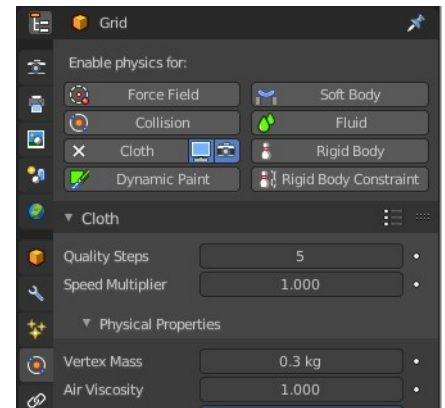 Grid
Enable physics for:
Force Field Soft Body
Collision Fluid
Cloth Rigid Body
Dynamic Paint Rigid Body Constraint
Cloth
Quality Steps 5
Speed Multiplier 1.000
Physical Properties
Vertex Mass 0.3 kg
Air Viscosity 1.000